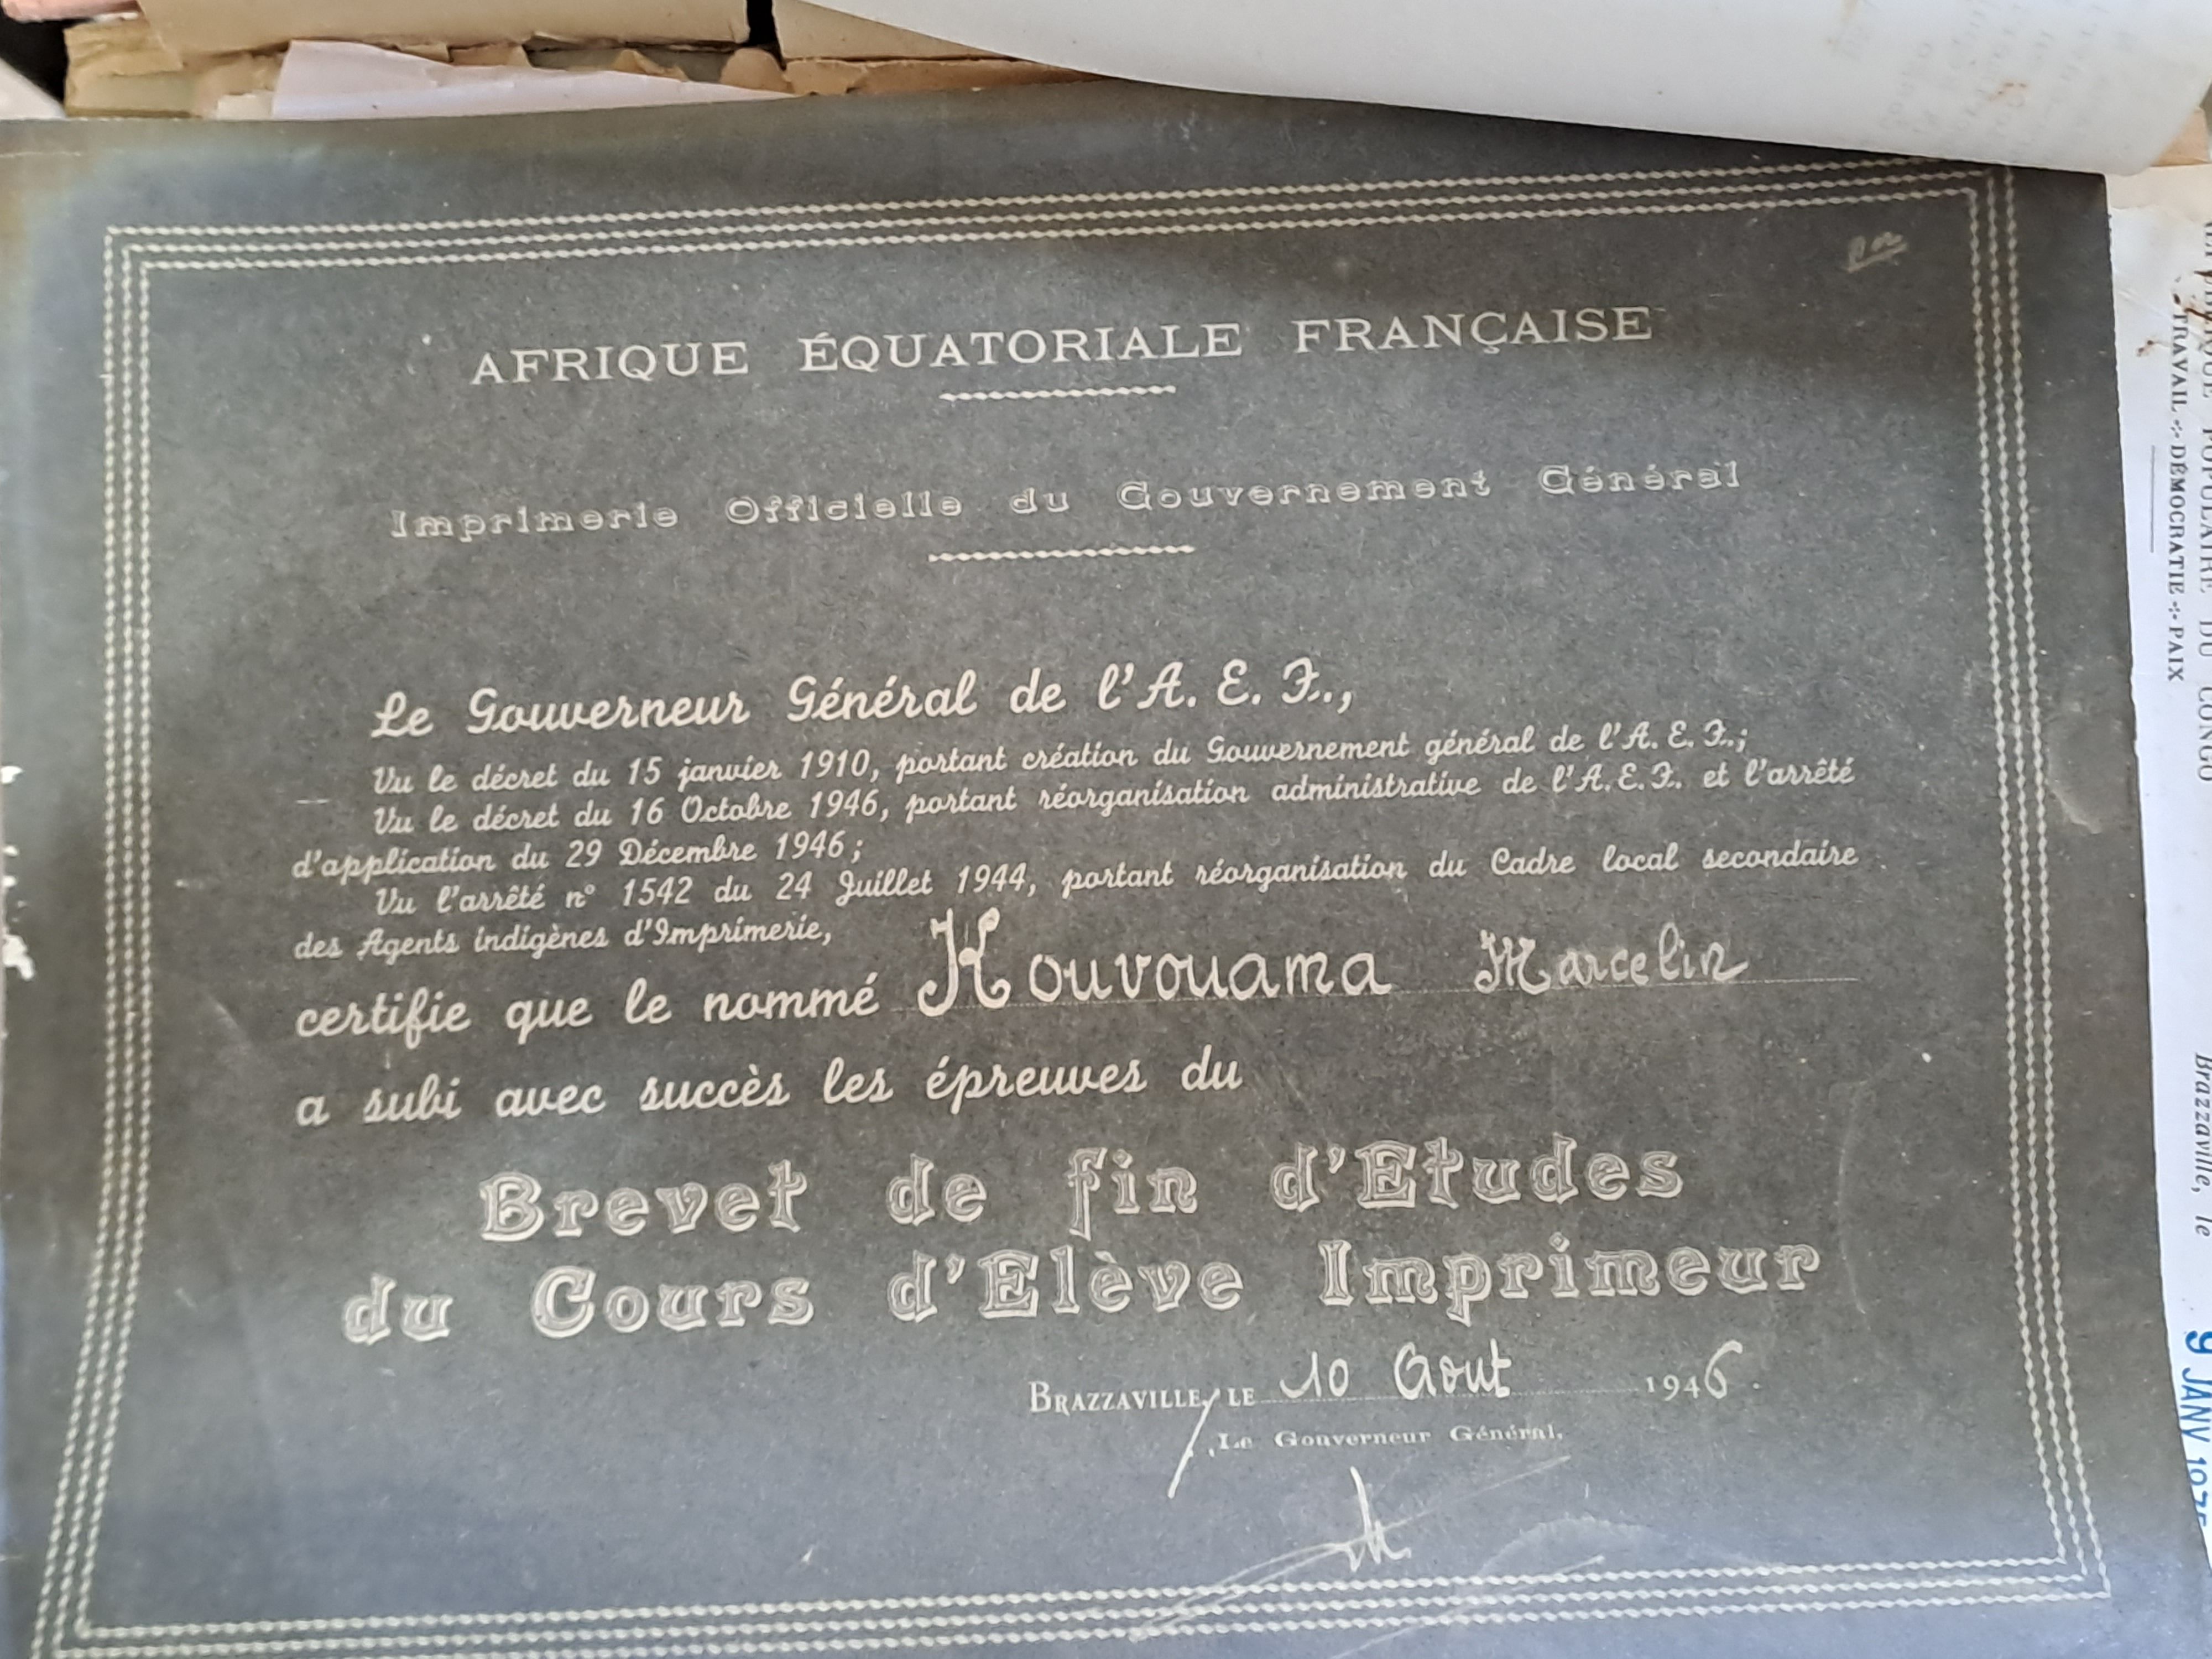 AFRIQUE ÉQUATORIALE FRANÇAISE
Imprimerie Officielle du Gouvernement Général
Le Gouverneur Général de l'A. E. F.,
Vu le décret du 15 janvier 1910, portant création du Gouvernement général de l'A. E. F.;
Vu le décret du 16 Octobre 1946, portant réorganisation administrative de l'A. E. F. et l'arrêté
d'application du 29 Décembre 1946;
Vu l'arrêté n° 1542 du 24 Juillet 1944, portant réorganisation du Cadre local secondaire
des Agents indigènes d'Imprimerie,
certifie que le nommé Kouvouama Marcelin
a subi avec succès les épreuves du
Brevet de fin d'Etudes
du Cours d'Elève Imprimeur
BRAZZAVILLE, LE 10 Aout 1946.
Le Gouverneur Général.
POPULAIRE DU CONGO
TRAVAIL ÷ DÉMOCRATIE ÷ PAIX
Brazzaville, le
9 JANV 1975